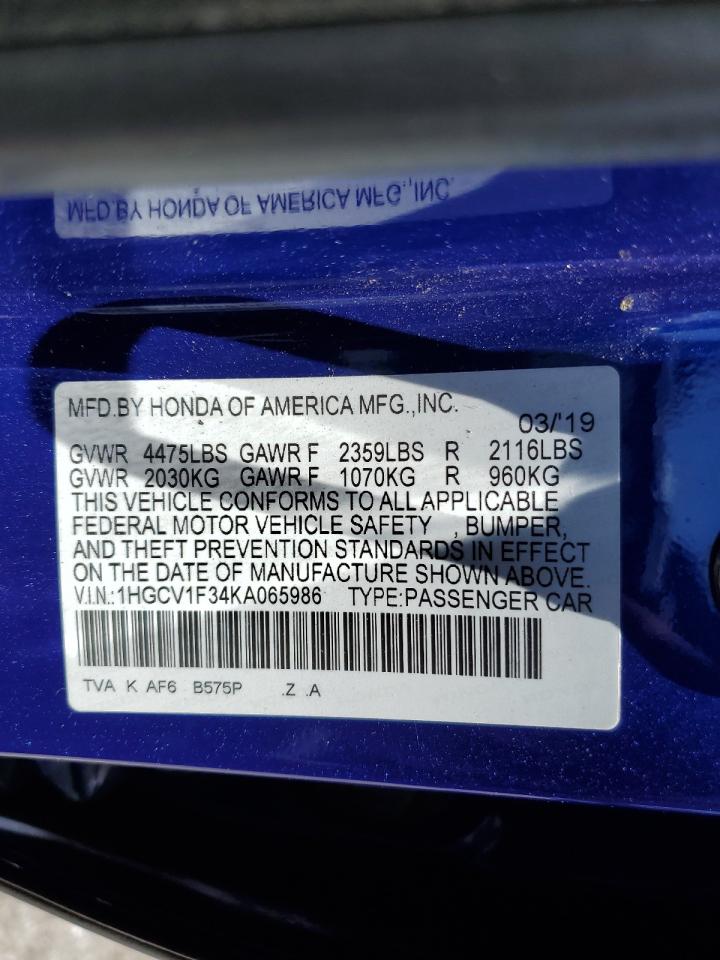 MFD BY HONDA OF AMERICA MFG.,INC.
MFD.BY HONDA OF AMERICA MFG.,INC.
03/'19
GVWR 4475LBS GAWR F 2359LBS R 2116LBS
GVWR 2030KG GAWR F 1070KG R 960KG
THIS VEHICLE CONFORMS TO ALL APPLICABLE
FEDERAL MOTOR VEHICLE SAFETY , BUMPER,
AND THEFT PREVENTION STANDARDS IN EFFECT
ON THE DATE OF MANUFACTURE SHOWN ABOVE.
V.I.N.:1HGCV1F34KA065986 TYPE:PASSENGER CAR
TVA K AF6 B575P .Z .A